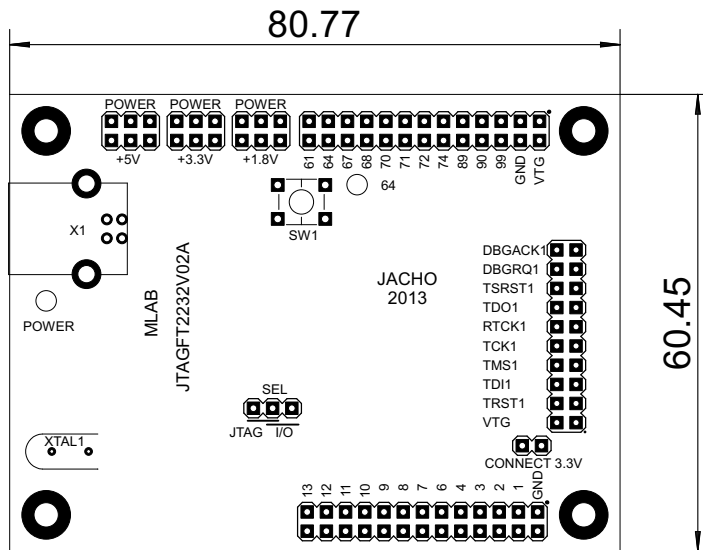 80.77
POWER POWER POWER
+5V +3.3V +1.8V
61 64 67 68 70 71 72 74 89 90 99 GND VTG
64
SW1
X1
POWER
MLAB
JTAGFT2232V02A
JACHO
2013
DBGACK1
DBGRQ1
TSRST1
TDO1
RTCK1
TCK1
TMS1
TDI1
TRST1
VTG
60.45
SEL
JTAG I/O
XTAL1
CONNECT 3.3V
13 12 11 10 9 8 7 6 4 3 2 1 GND